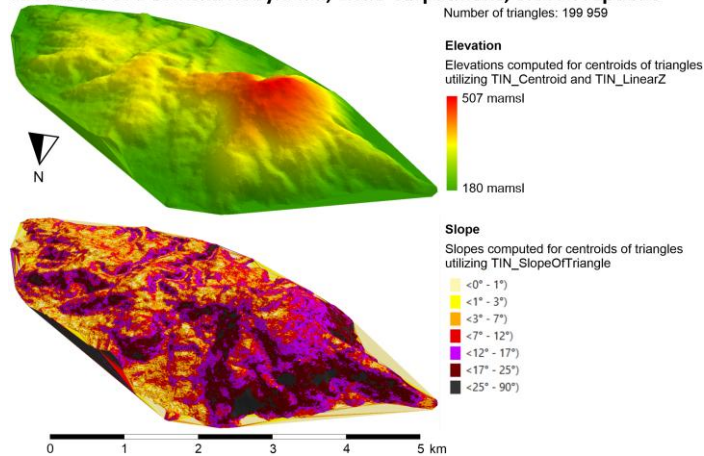 Number of triangles: 199 959
Elevation
Elevations computed for centroids of triangles
utilizing TIN_Centroid and TIN_LinearZ
507 mamsl
180 mamsl
N
Slope
Slopes computed for centroids of triangles
utilizing TIN_SlopeOfTriangle
<0° - 1°)
<1° - 3°)
<3° - 7°)
<7° - 12°)
<12° - 17°)
<17° - 25°)
<25° - 90°)
0 1 2 3 4 5 km